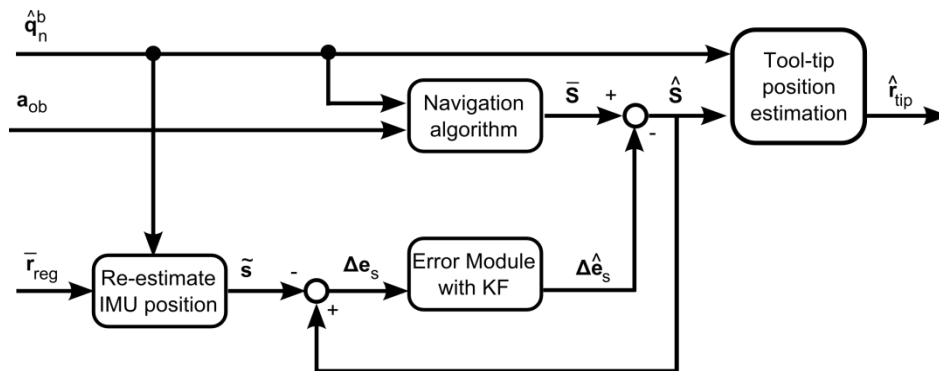 q̂ₙᵇ
a_ob
Navigation
algorithm
S̄
+
-
Ŝ
Tool-tip
position
estimation
r̂_tip
r̄_reg
Re-estimate
IMU position
s̃
-
+
Δe_s
Error Module
with KF
Δê_s